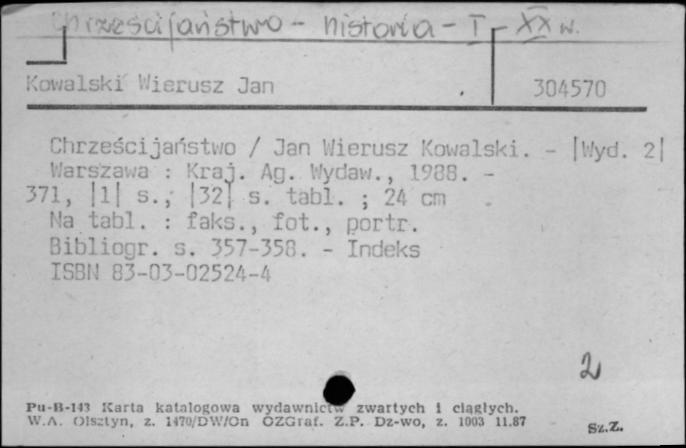 Chrześcijaństwo - historia - I - XX w.
Kowalski Wierusz Jan
304570
Chrześcijaństwo / Jan Wierusz Kowalski. - |Wyd. 2|
Warszawa : Kraj. Ag. Wydaw., 1988. -
371, |1| s., |32| s. tabl. ; 24 cm
Na tabl. : faks., fot., portr.
Bibliogr. s. 357-358. - Indeks
ISBN 83-03-02524-4
2
Pu-B-143 Karta katalogowa wydawnictw zwartych i ciągłych.
W.A. Olsztyn, z. 1470/DW/On OZGraf. Z.P. Dz-wo, z. 1003 11.87
Sz.Z.